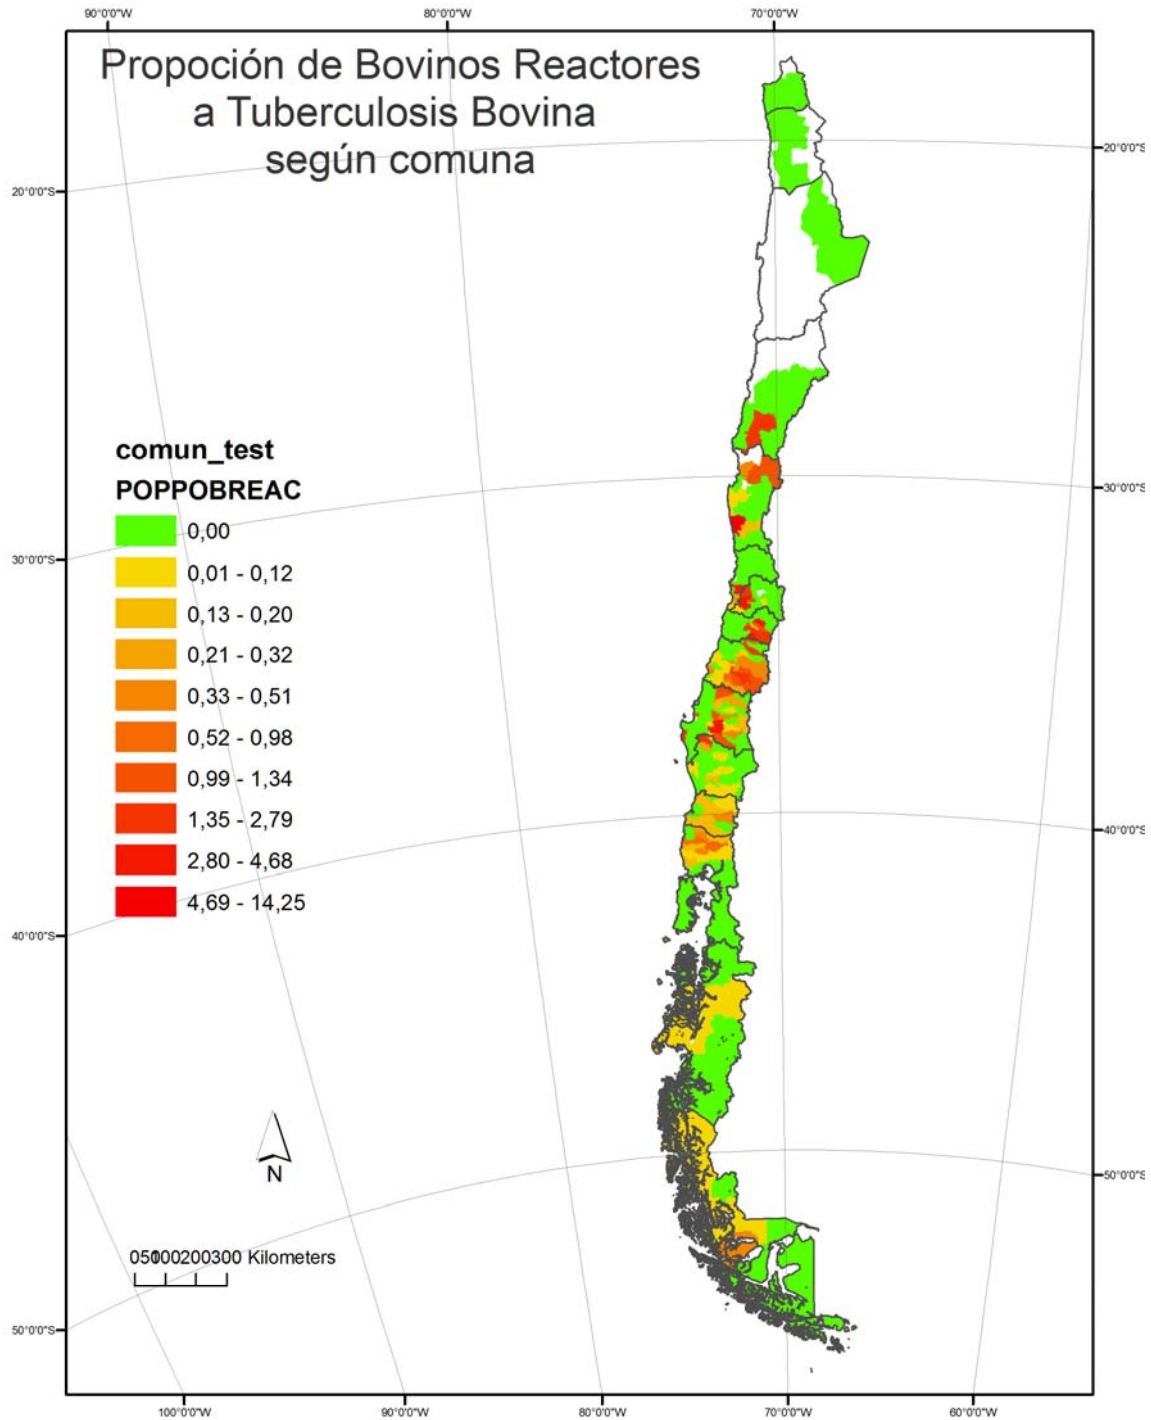 90°0'0"W 80°0'0"W 70°0'0"W
Propoción de Bovinos Reactores
a Tuberculosis Bovina
según comuna
20°0'0"S
20°0'0"S
comun_test
POPPOBREAC
0,00
0,01 - 0,12
0,13 - 0,20
0,21 - 0,32
0,33 - 0,51
0,52 - 0,98
0,99 - 1,34
1,35 - 2,79
2,80 - 4,68
4,69 - 14,25
30°0'0"S
30°0'0"S
40°0'0"S
40°0'0"S
N
50°0'0"S
050100200300 Kilometers
50°0'0"S
100°0'0"W 90°0'0"W 80°0'0"W 70°0'0"W 60°0'0"W